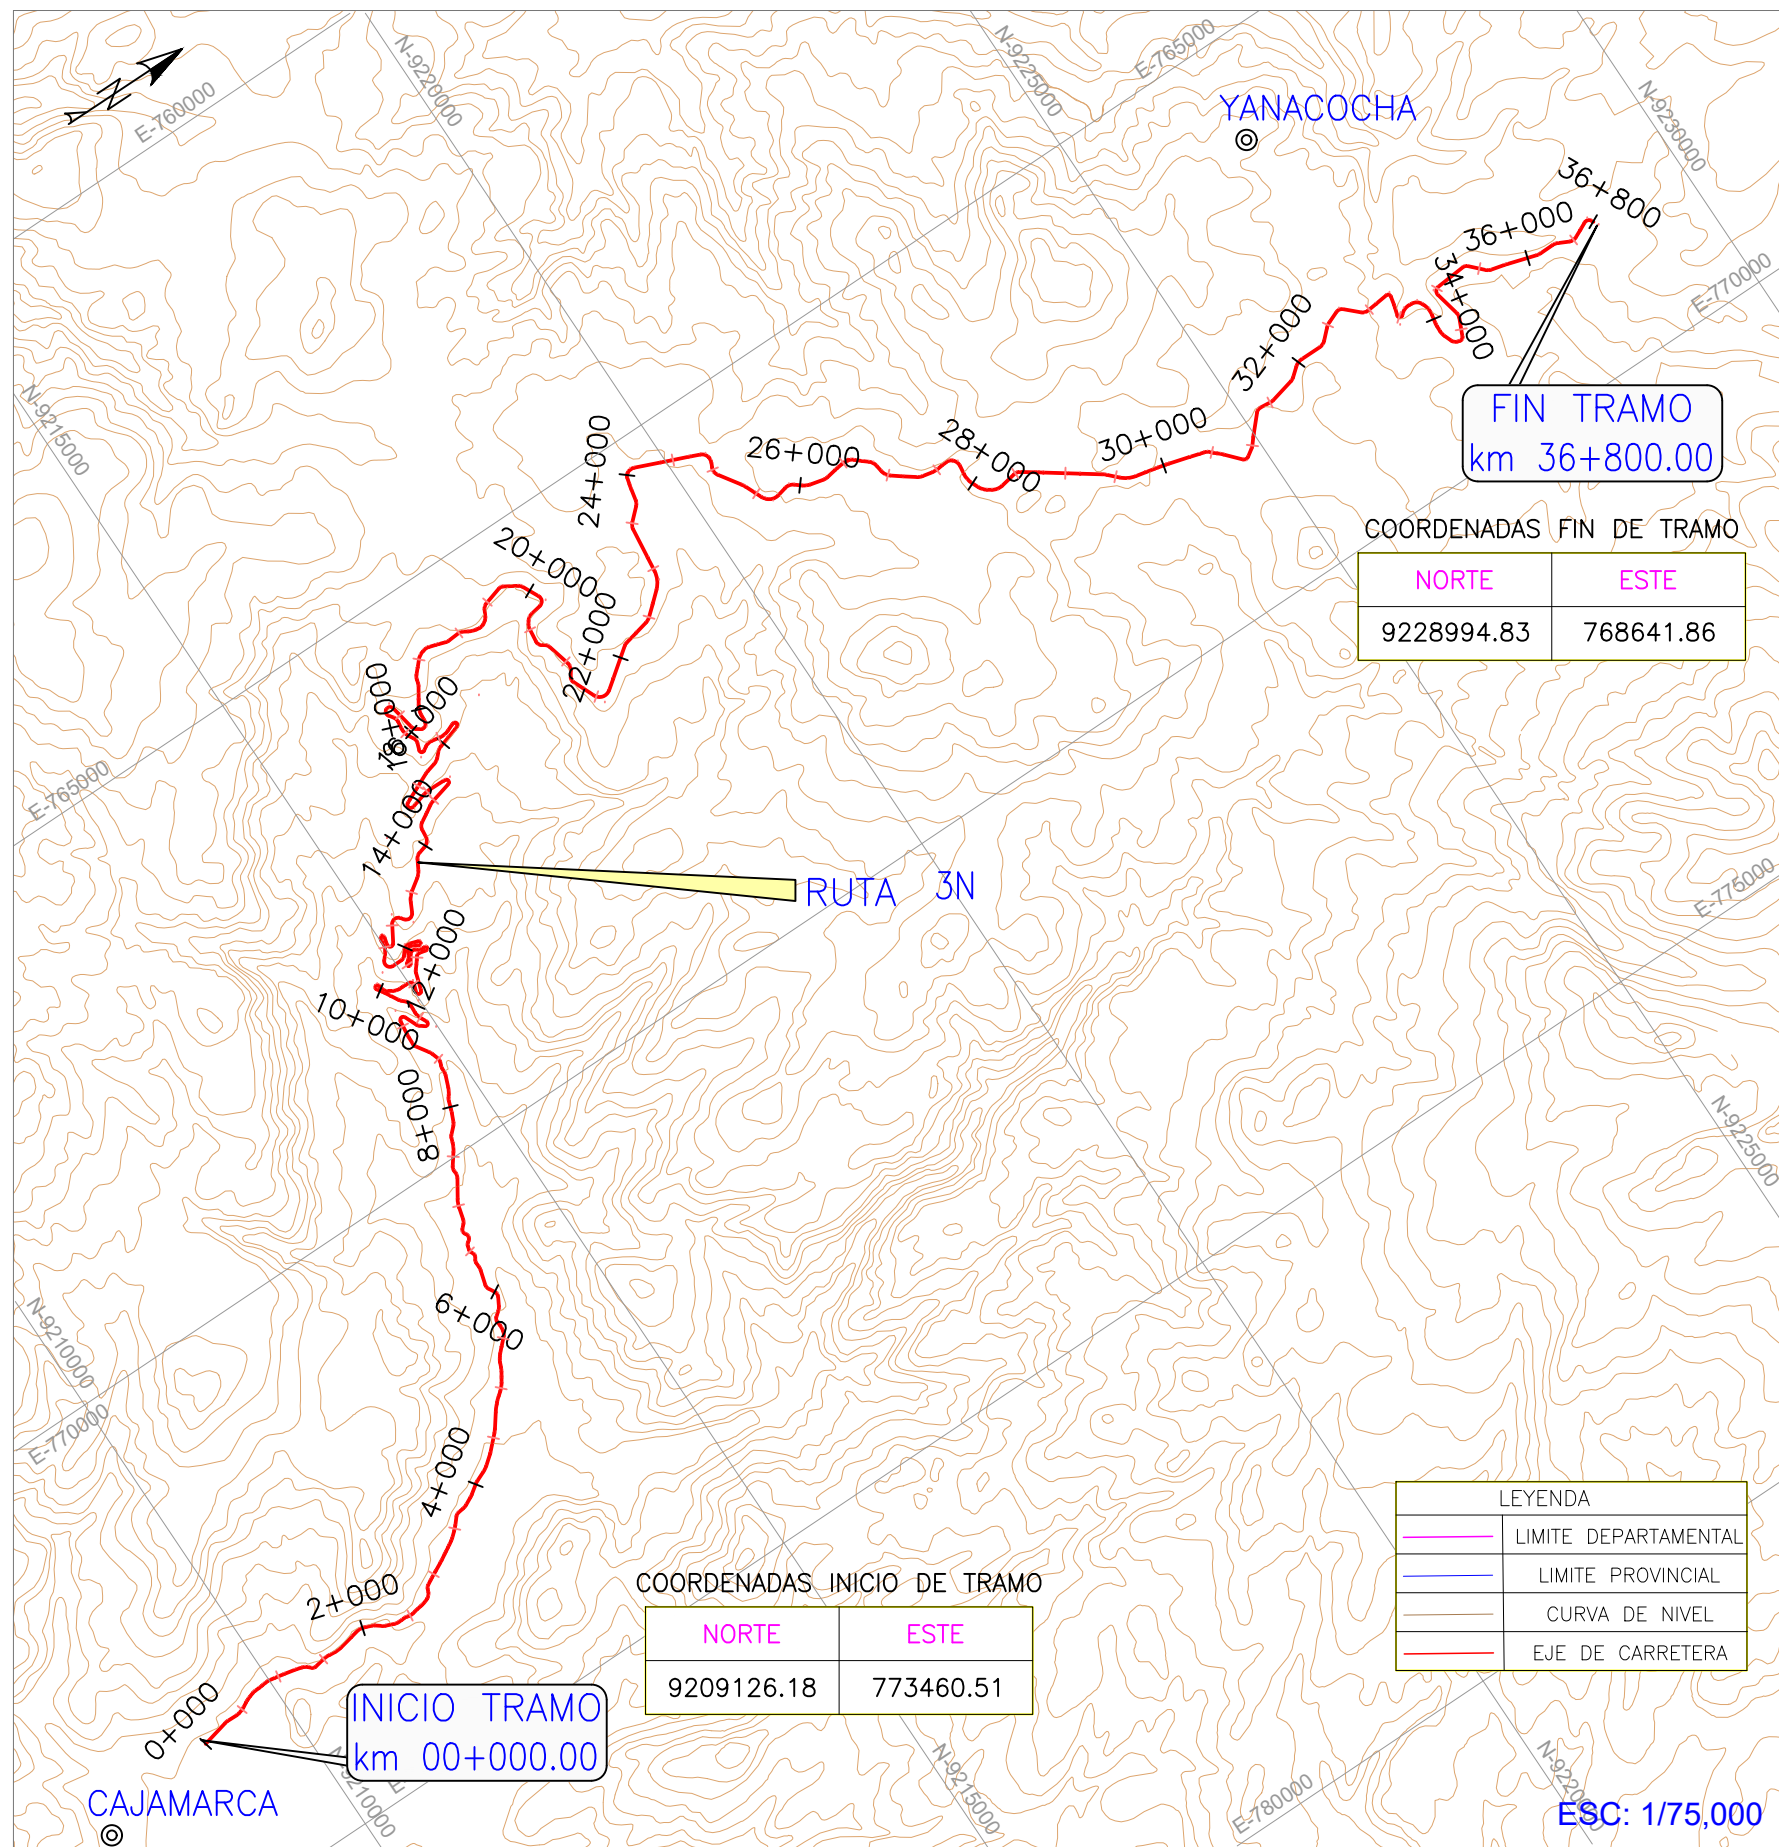 N
E-760000
N-9220000
N-9225000
E-765000
N-9230000
YANACOCHA
36+800
36+000
34+000
E-770000
32+000
FIN TRAMO
km 36+800.00
N-9215000
24+000
26+000
28+000
30+000
COORDENADAS FIN DE TRAMO
NORTE ESTE
9228994.83 768641.86
20+000
22+000
18+000
16+000
E-765000
14+000
RUTA 3N
E-775000
12+000
10+000
8+000
N-9225000
6+000
N-9210000
E-770000
4+000
LEYENDA
LIMITE DEPARTAMENTAL
LIMITE PROVINCIAL
CURVA DE NIVEL
EJE DE CARRETERA
2+000
COORDENADAS INICIO DE TRAMO
NORTE ESTE
9209126.18 773460.51
0+000
INICIO TRAMO
km 00+000.00
N-9210000
N-9215000
E-780000
CAJAMARCA
ESC: 1/75,000